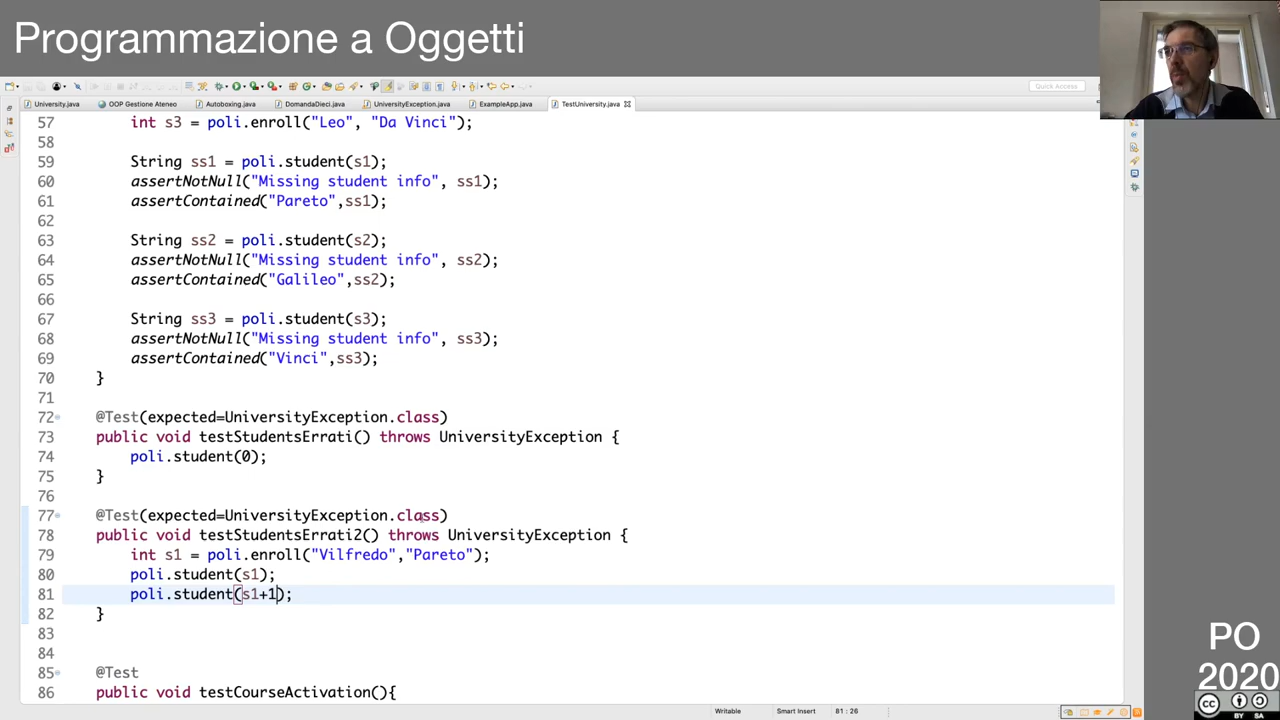 Programmazione a Oggetti
Quick Access
University.java OOP Gestione Ateneo Autoboxing.java DomandaDieci.java UniversityException.java ExampleApp.java TestUniversity.java
57 int s3 = poli.enroll("Leo", "Da Vinci");
58
59 String ss1 = poli.student(s1);
60 assertNotNull("Missing student info", ss1);
61 assertContained("Pareto",ss1);
62
63 String ss2 = poli.student(s2);
64 assertNotNull("Missing student info", ss2);
65 assertContained("Galileo",ss2);
66
67 String ss3 = poli.student(s3);
68 assertNotNull("Missing student info", ss3);
69 assertContained("Vinci",ss3);
70 }
71
72 @Test(expected=UniversityException.class)
73 public void testStudentsErrati() throws UniversityException {
74 poli.student(0);
75 }
76
77 @Test(expected=UniversityException.class)
78 public void testStudentsErrati2() throws UniversityException {
79 int s1 = poli.enroll("Vilfredo","Pareto");
80 poli.student(s1);
81 poli.student(s1+1);
82 }
83
84
85 @Test
86 public void testCourseActivation(){
Writable Smart Insert 81 : 26
PO
2020
CC BY SA